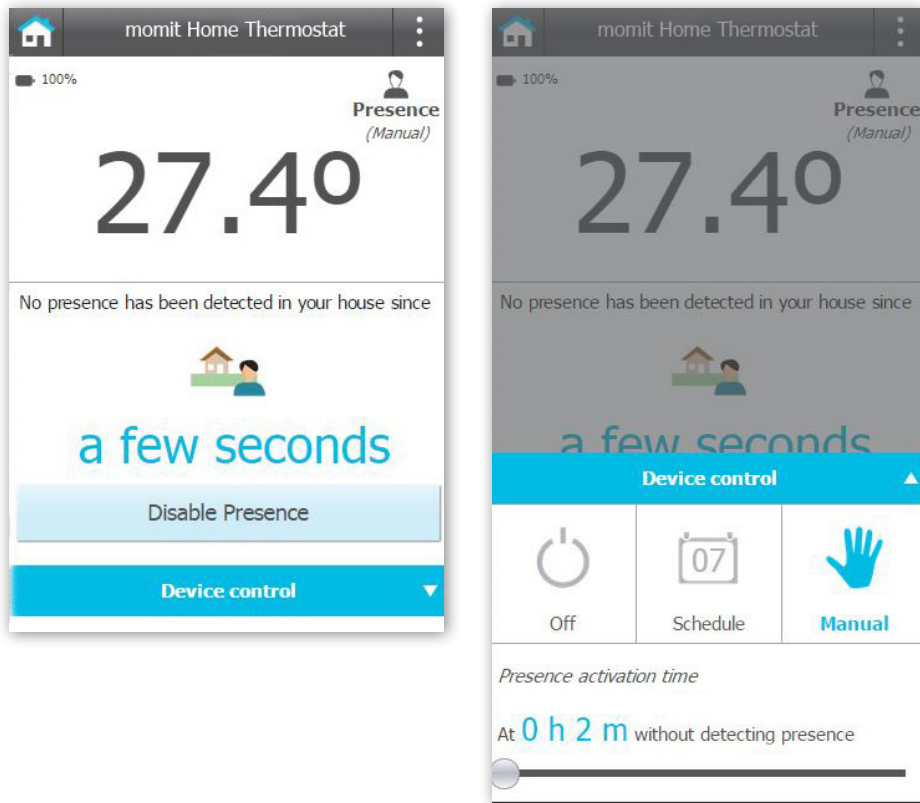 momit Home Thermostat
100%
Presence
(Manual)
27.4º
No presence has been detected in your house since
a few seconds
Disable Presence
Device control
momit Home Thermostat
100%
Presence
(Manual)
27.4º
No presence has been detected in your house since
a few seconds
Device control
07
Off
Schedule
Manual
Presence activation time
At 0 h 2 m without detecting presence